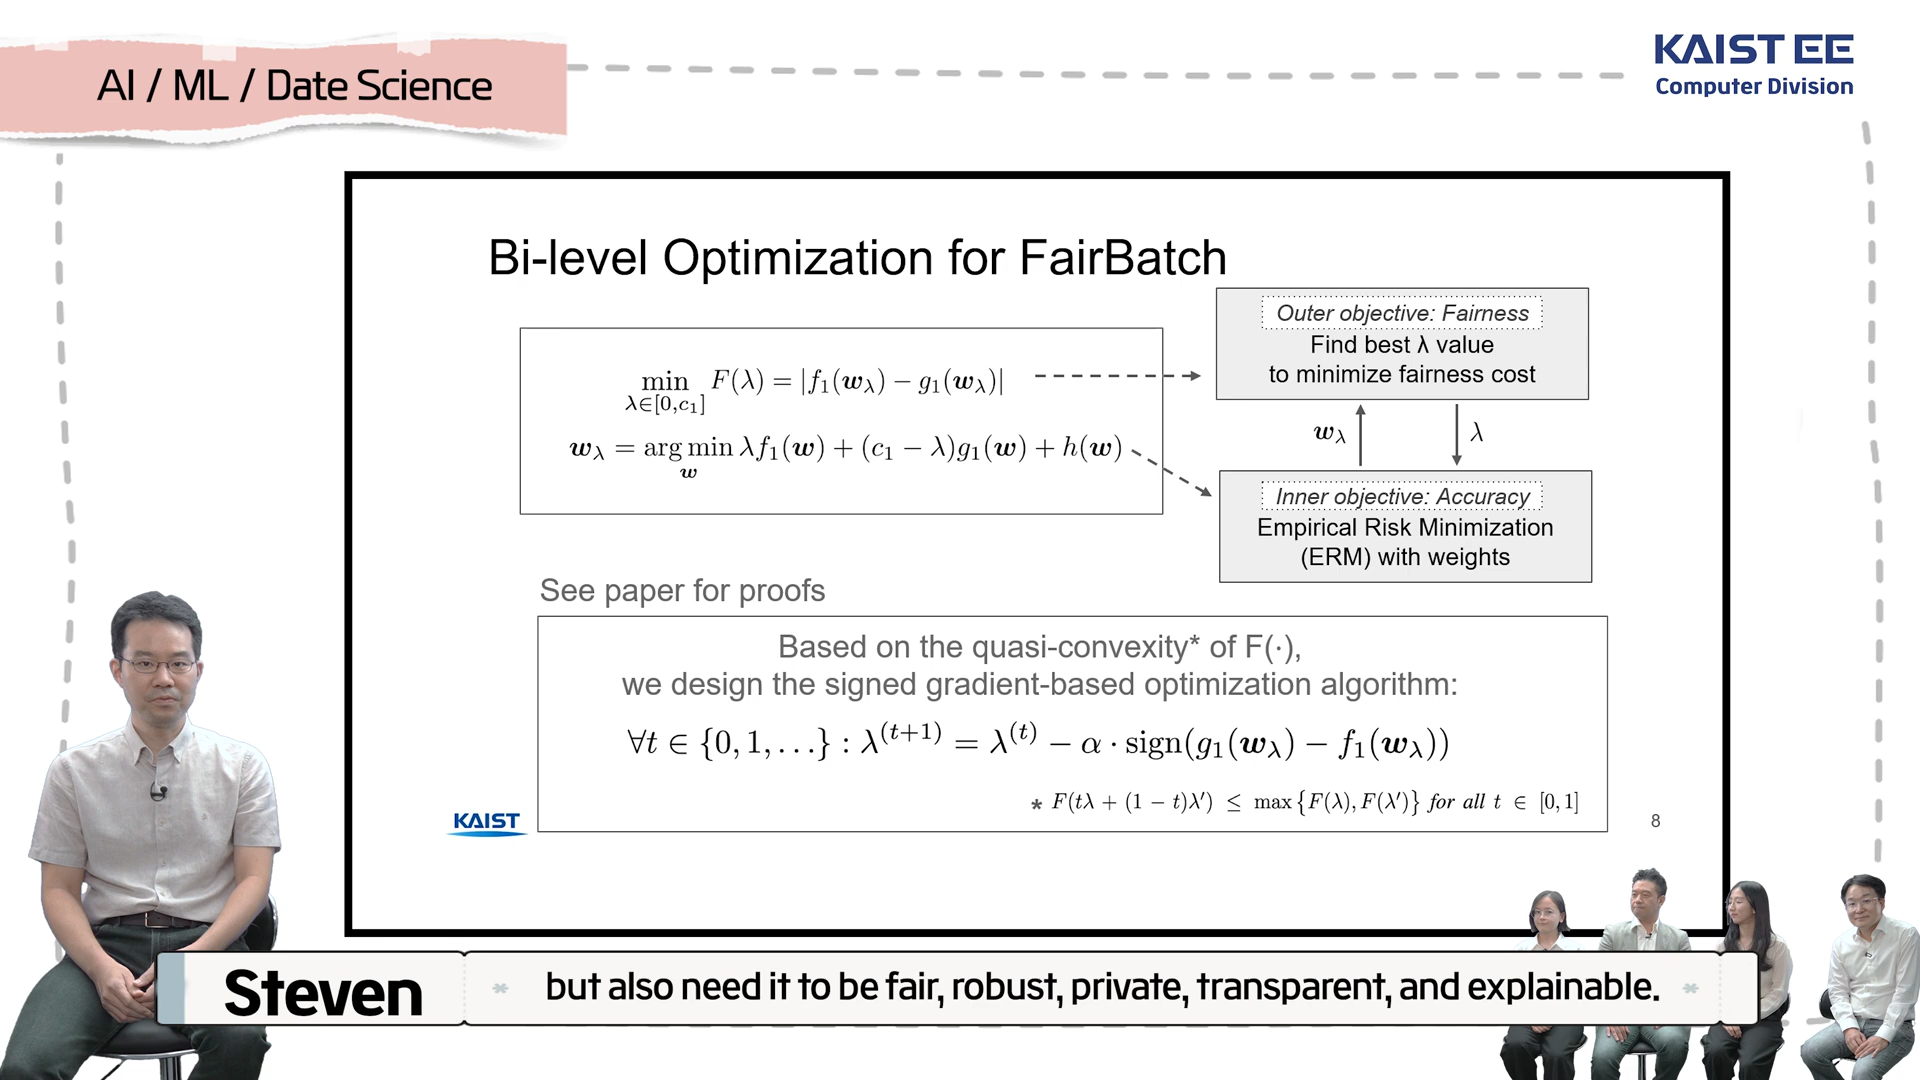 AI / ML / Date Science
KAIST EE
Computer Division
Bi-level Optimization for FairBatch
min F(λ) = |f₁(𝒘_λ) − g₁(𝒘_λ)|
λ∈[0,c₁]
𝒘_λ = arg min λf₁(𝒘) + (c₁ − λ)g₁(𝒘) + h(𝒘)
𝒘
Outer objective: Fairness
Find best λ value
to minimize fairness cost
𝒘_λ
λ
Inner objective: Accuracy
Empirical Risk Minimization
(ERM) with weights
See paper for proofs
Based on the quasi-convexity* of F(·),
we design the signed gradient-based optimization algorithm:
∀t ∈ {0, 1, …} : λ^(t+1) = λ^(t) − α · sign(g₁(𝒘_λ) − f₁(𝒘_λ))
* F(tλ + (1 − t)λ′) ≤ max {F(λ), F(λ′)} for all t ∈ [0, 1]
KAIST
8
Steven
* but also need it to be fair, robust, private, transparent, and explainable. *